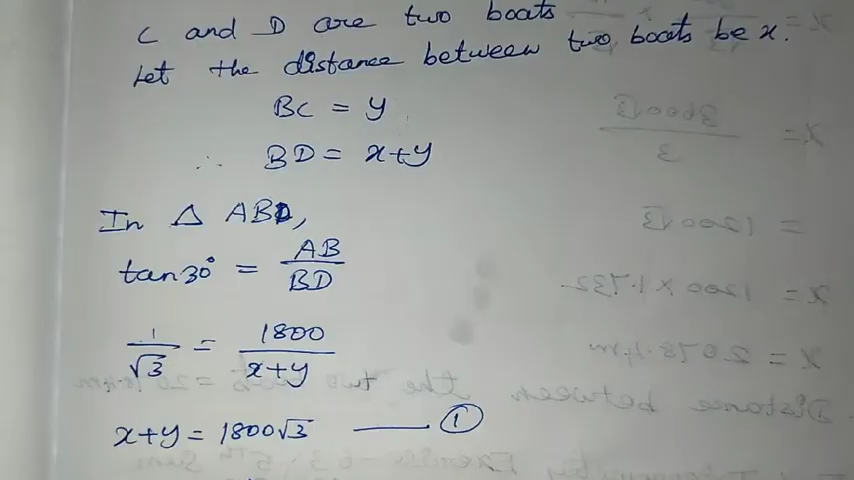 C and D are two boats
Let the distance between two boats be x.
BC = y
∴ BD = x+y
In Δ ABD,
tan30° = AB/BD
1/√3 = 1800/(x+y)
x+y = 1800√3 —— ①